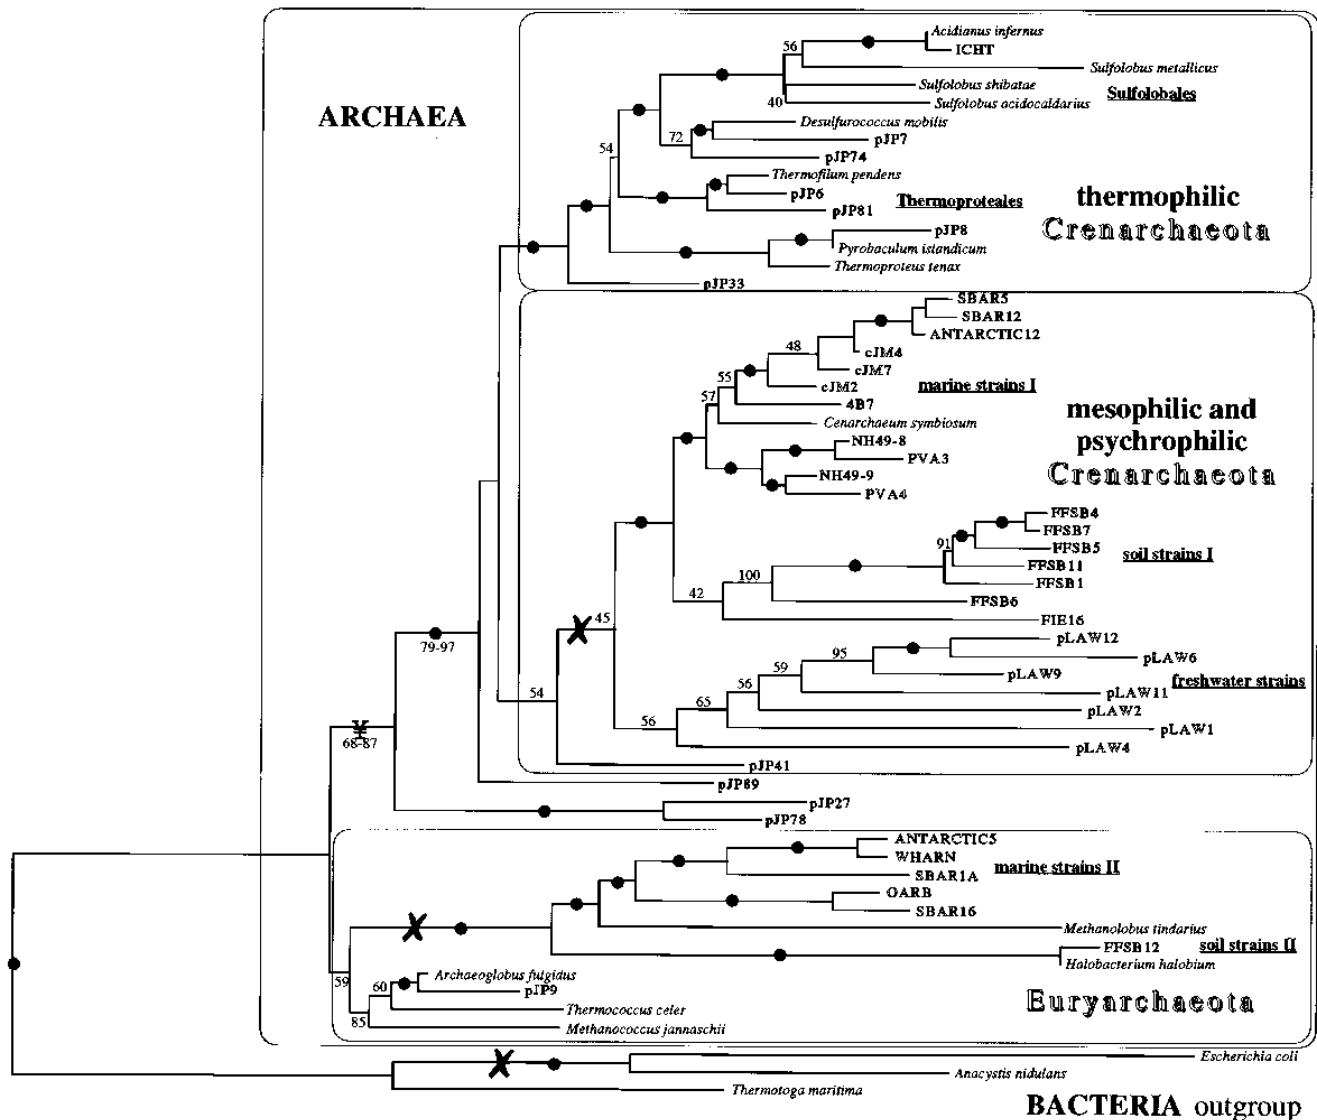 Acidianus infernus
56
ICHT
Sulfolobus metallicus
Sulfolobus shibatae
Sulfolobales
40
Sulfolobus acidocaldarius
ARCHAEA
Desulfurococcus mobilis
72
pJP7
54
pJP74
Thermofilum pendens
pJP6
Thermoproteales
thermophilic
pJP81
Crenarchaeota
pJP8
Pyrobaculum islandicum
Thermoproteus tenax
pJP33
SBAR5
SBAR12
ANTARCTIC12
48
cJM4
cJM7
55
cJM2
marine strains I
57
4B7
mesophilic and
Cenarchaeum symbiosum
psychrophilic
NH49-8
PVA3
Crenarchaeota
NH49-9
PVA4
FFSB4
FFSB7
91
FFSB5
soil strains I
FFSB11
100
FFSB1
42
FFSB6
45
FIE16
79-97
pLAW12
95
pLAW6
59
pLAW9
freshwater strains
54
56
pLAW11
65
pLAW2
56
pLAW1
68-87
pLAW4
pJP41
pJP89
pJP27
pJP78
ANTARCTIC5
WHARN
marine strains II
SBAR1A
OARB
SBAR16
Methanolobus tindarius
FFSB12
soil strains II
Halobacterium halobium
59
Archaeoglobus fulgidus
60
pJP9
Euryarchaeota
Thermococcus celer
85
Methanococcus jannaschii
Escherichia coli
Anacystis nidulans
Thermotoga maritima
BACTERIA outgroup